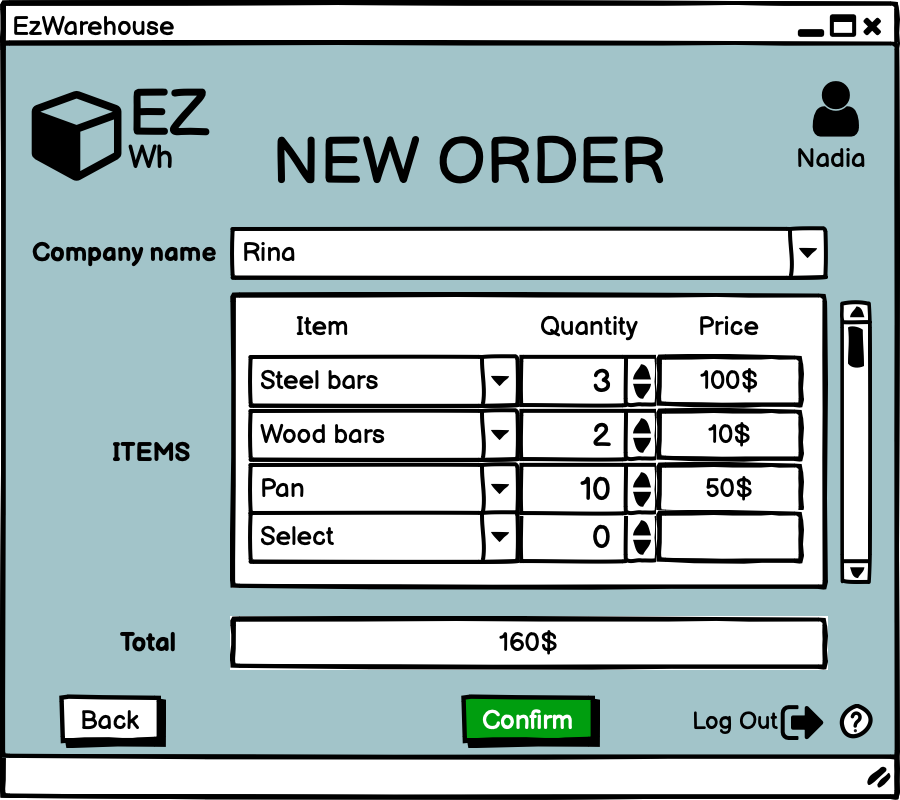 EzWarehouse
EZ
Wh
NEW ORDER
Nadia
Company name Rina
Item Quantity Price
Steel bars 3 100$
Wood bars 2 10$
ITEMS
Pan 10 50$
Select 0
Total 160$
Back Confirm Log Out ?